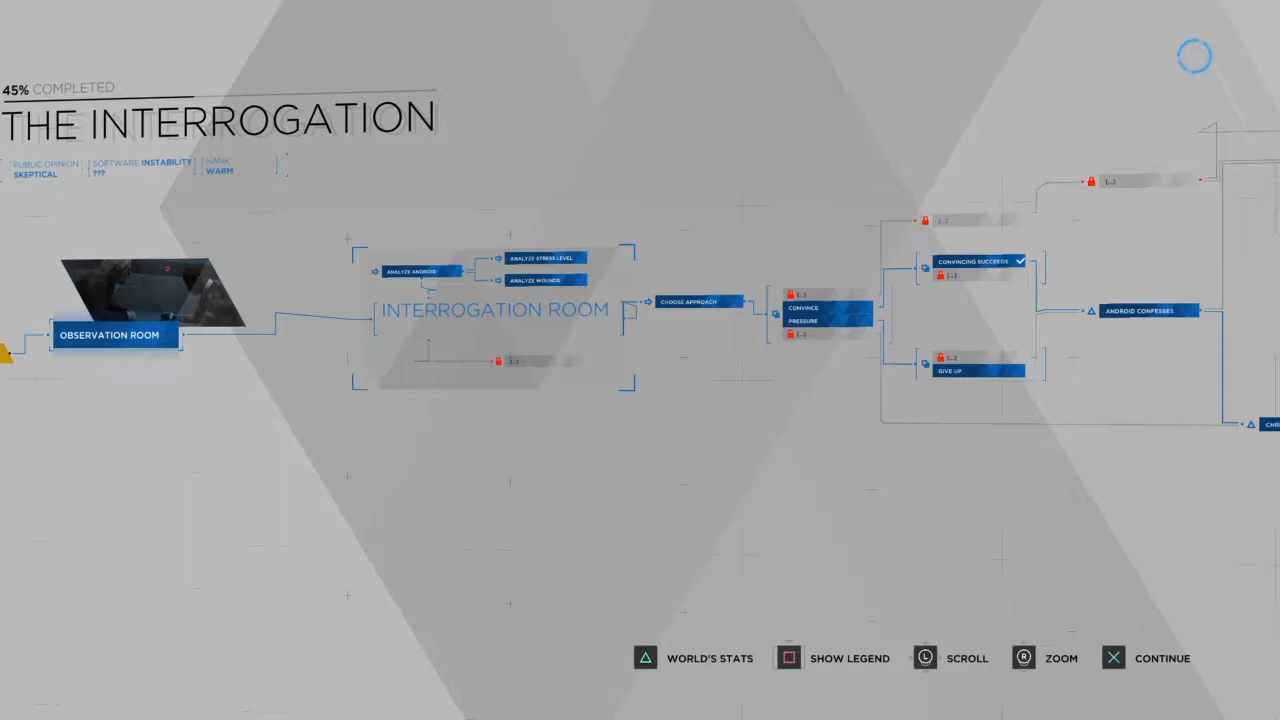 45% COMPLETED
THE INTERROGATION
PUBLIC OPINION
SKEPTICAL
SOFTWARE INSTABILITY
???
HANK
WARM
OBSERVATION ROOM
ANALYZE ANDROID
ANALYZE STRESS LEVEL
ANALYZE WOUNDS
INTERROGATION ROOM
[...]
CHOOSE APPROACH
[...]
CONVINCE
PRESSURE
[...]
[...]
CONVINCING SUCCEEDS
[...]
[...]
GIVE UP
[...]
ANDROID CONFESSES
CHR
WORLD'S STATS
SHOW LEGEND
L
SCROLL
R
ZOOM
CONTINUE